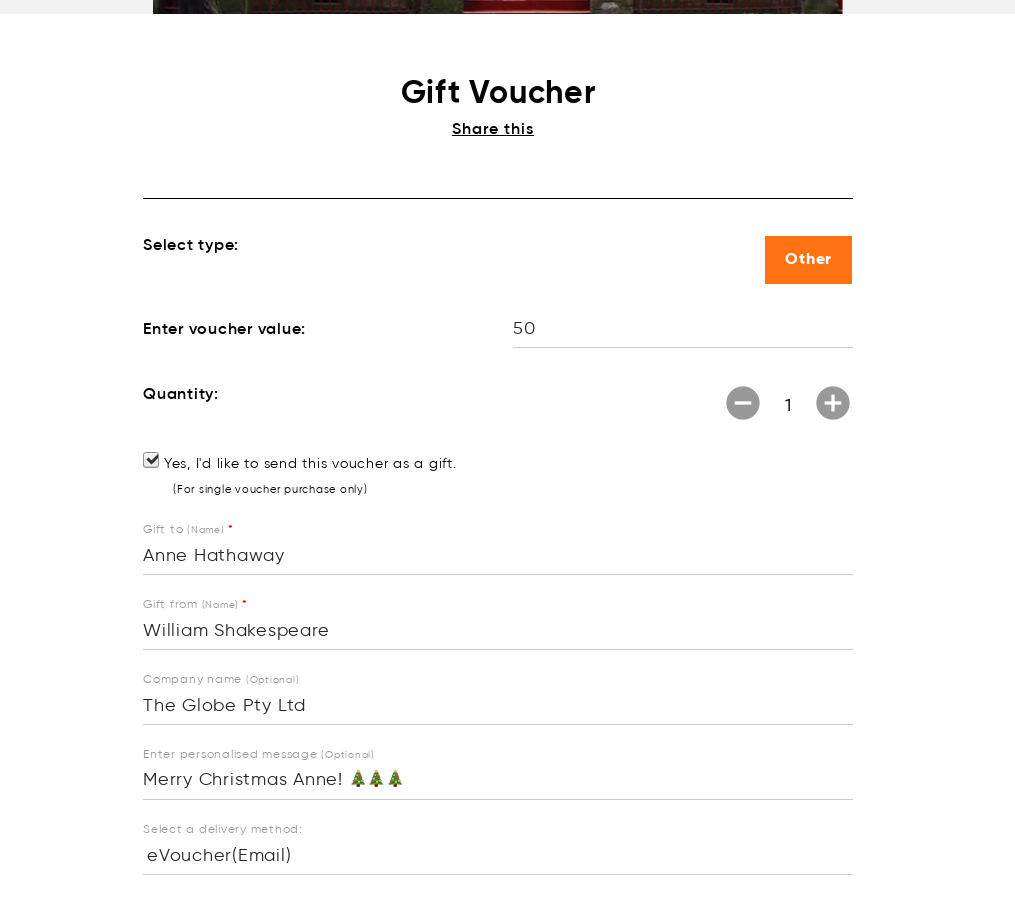 Gift Voucher
Share this
Select type:
Other
Enter voucher value:
50
Quantity:
1
Yes, I'd like to send this voucher as a gift.
(For single voucher purchase only)
Gift to (Name) *
Anne Hathaway
Gift from (Name) *
William Shakespeare
Company name (Optional)
The Globe Pty Ltd
Enter personalised message (Optional)
Merry Christmas Anne! 🎄🎄🎄
Select a delivery method:
eVoucher(Email)